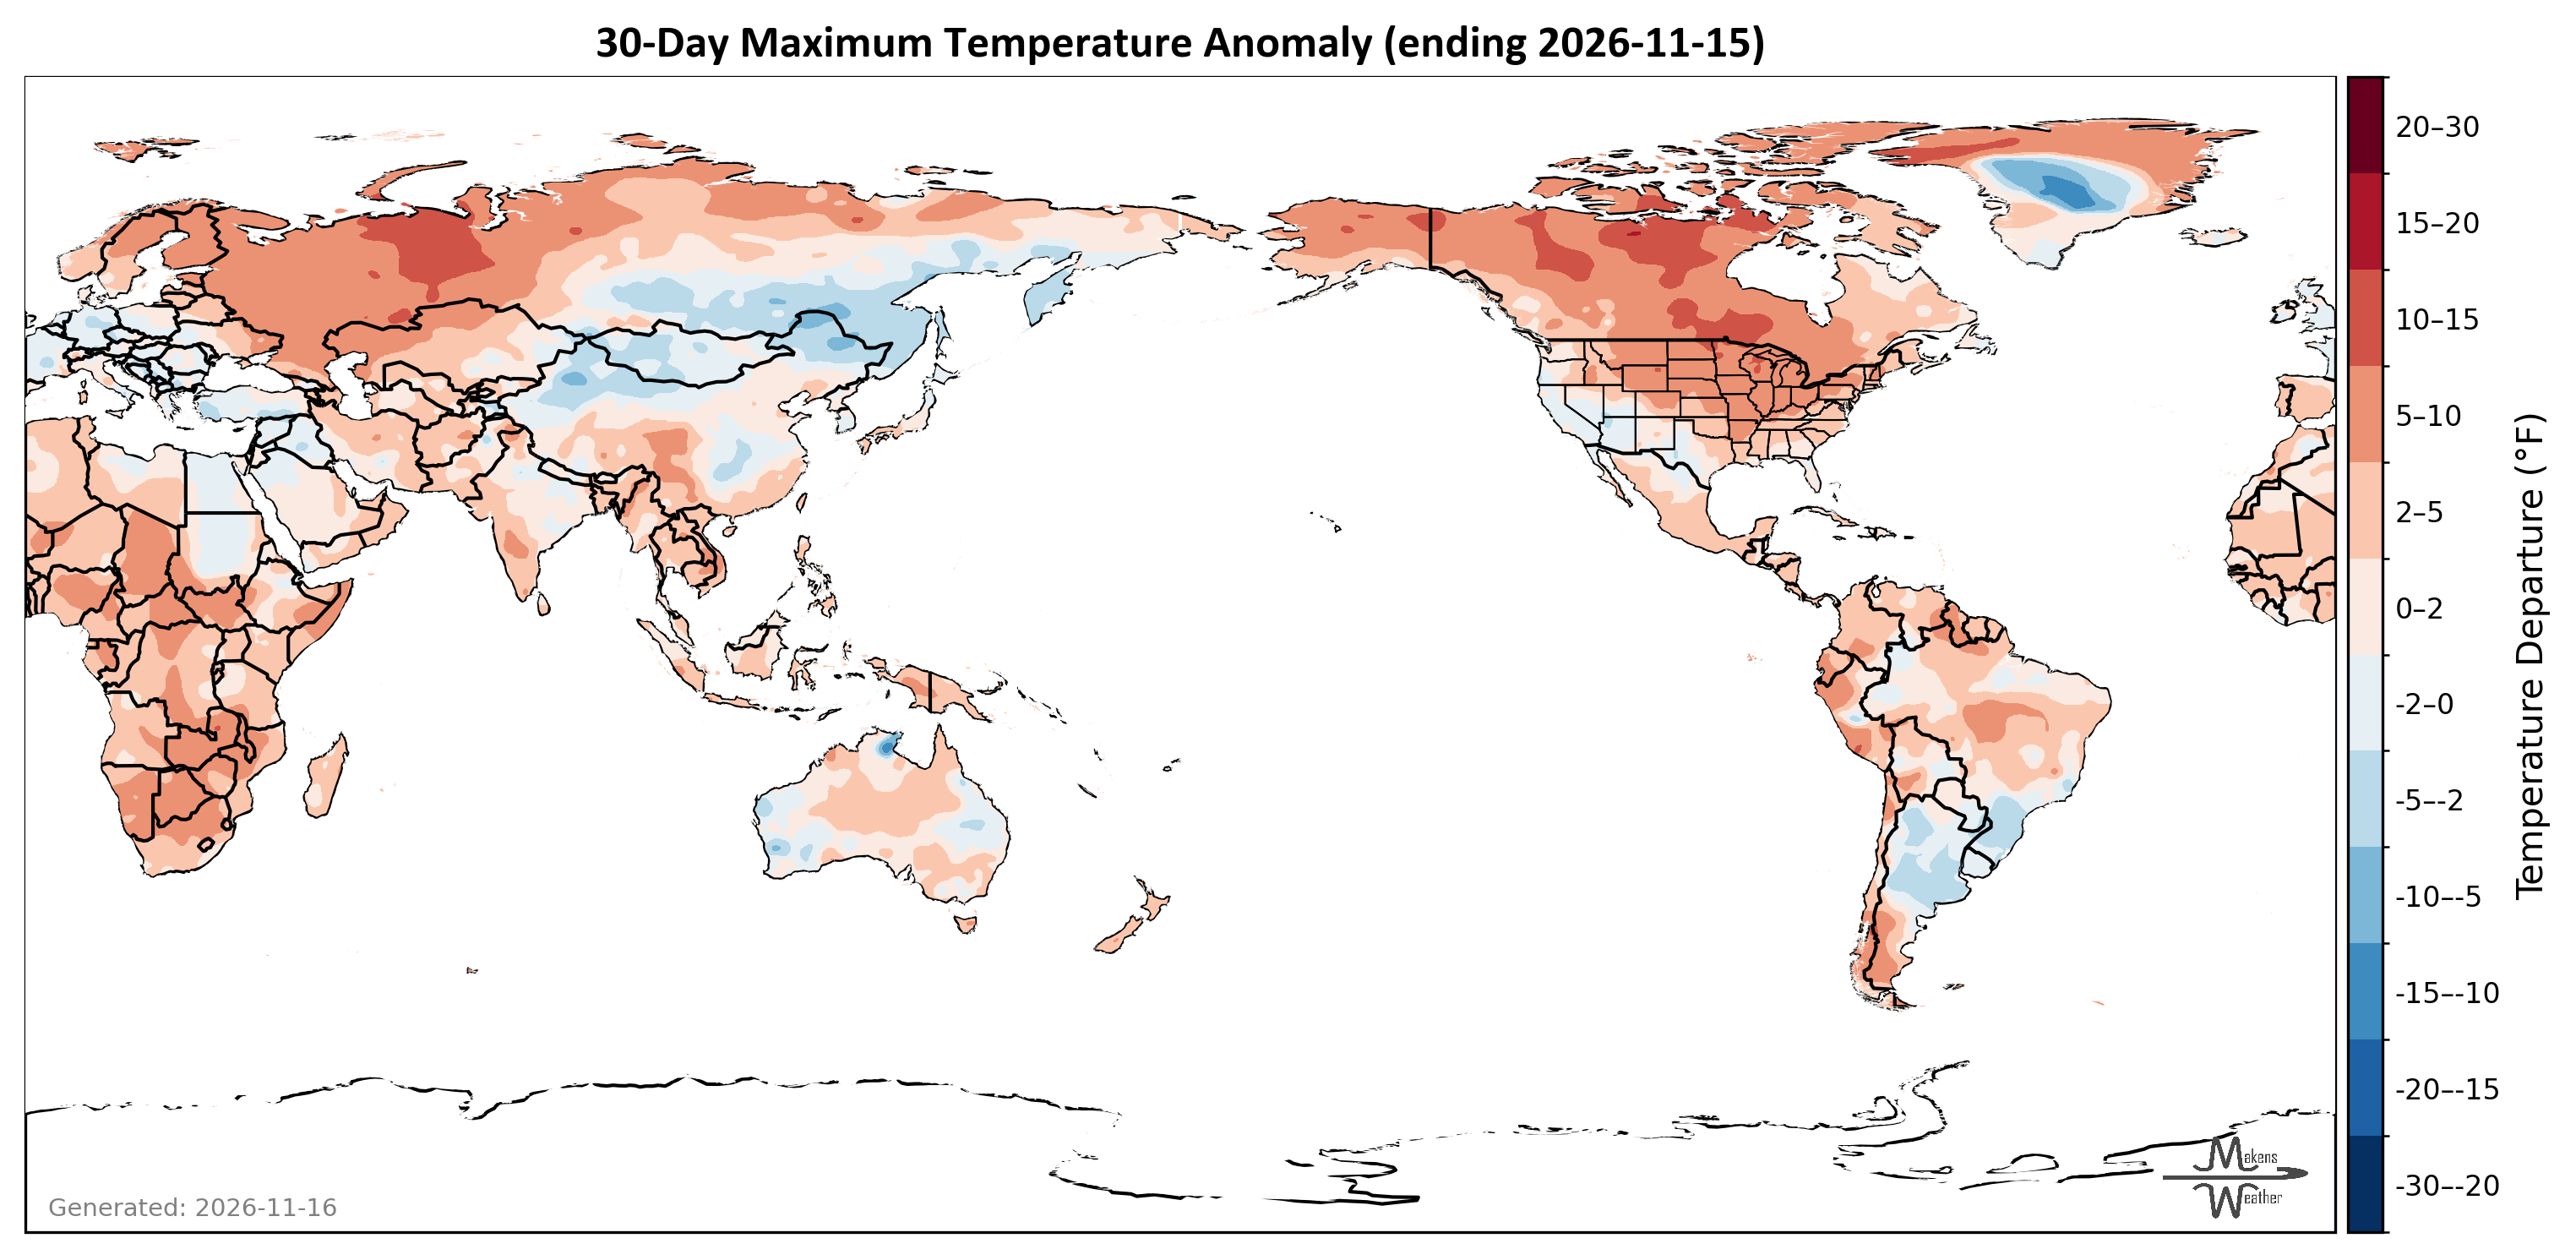 30-Day Maximum Temperature Anomaly (ending 2026-11-15)
20–30
15–20
10–15
5–10
2–5
0–2
-2–0
-5–-2
-10–-5
-15–-10
-20–-15
-30–-20
Temperature Departure (°F)
Generated: 2026-11-16
Makens
Weather